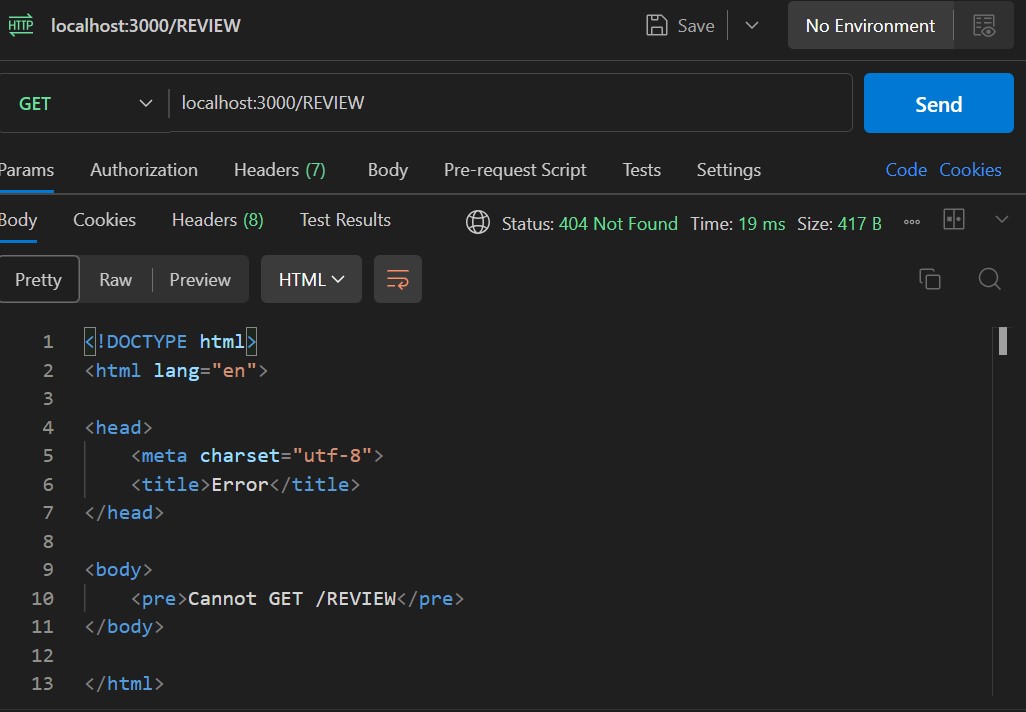 HTTP localhost:3000/REVIEW Save No Environment
GET localhost:3000/REVIEW Send
Params Authorization Headers (7) Body Pre-request Script Tests Settings Code Cookies
Body Cookies Headers (8) Test Results Status: 404 Not Found Time: 19 ms Size: 417 B
Pretty Raw Preview HTML
1 <!DOCTYPE html>
2 <html lang="en">
3
4 <head>
5 <meta charset="utf-8">
6 <title>Error</title>
7 </head>
8
9 <body>
10 <pre>Cannot GET /REVIEW</pre>
11 </body>
12
13 </html>